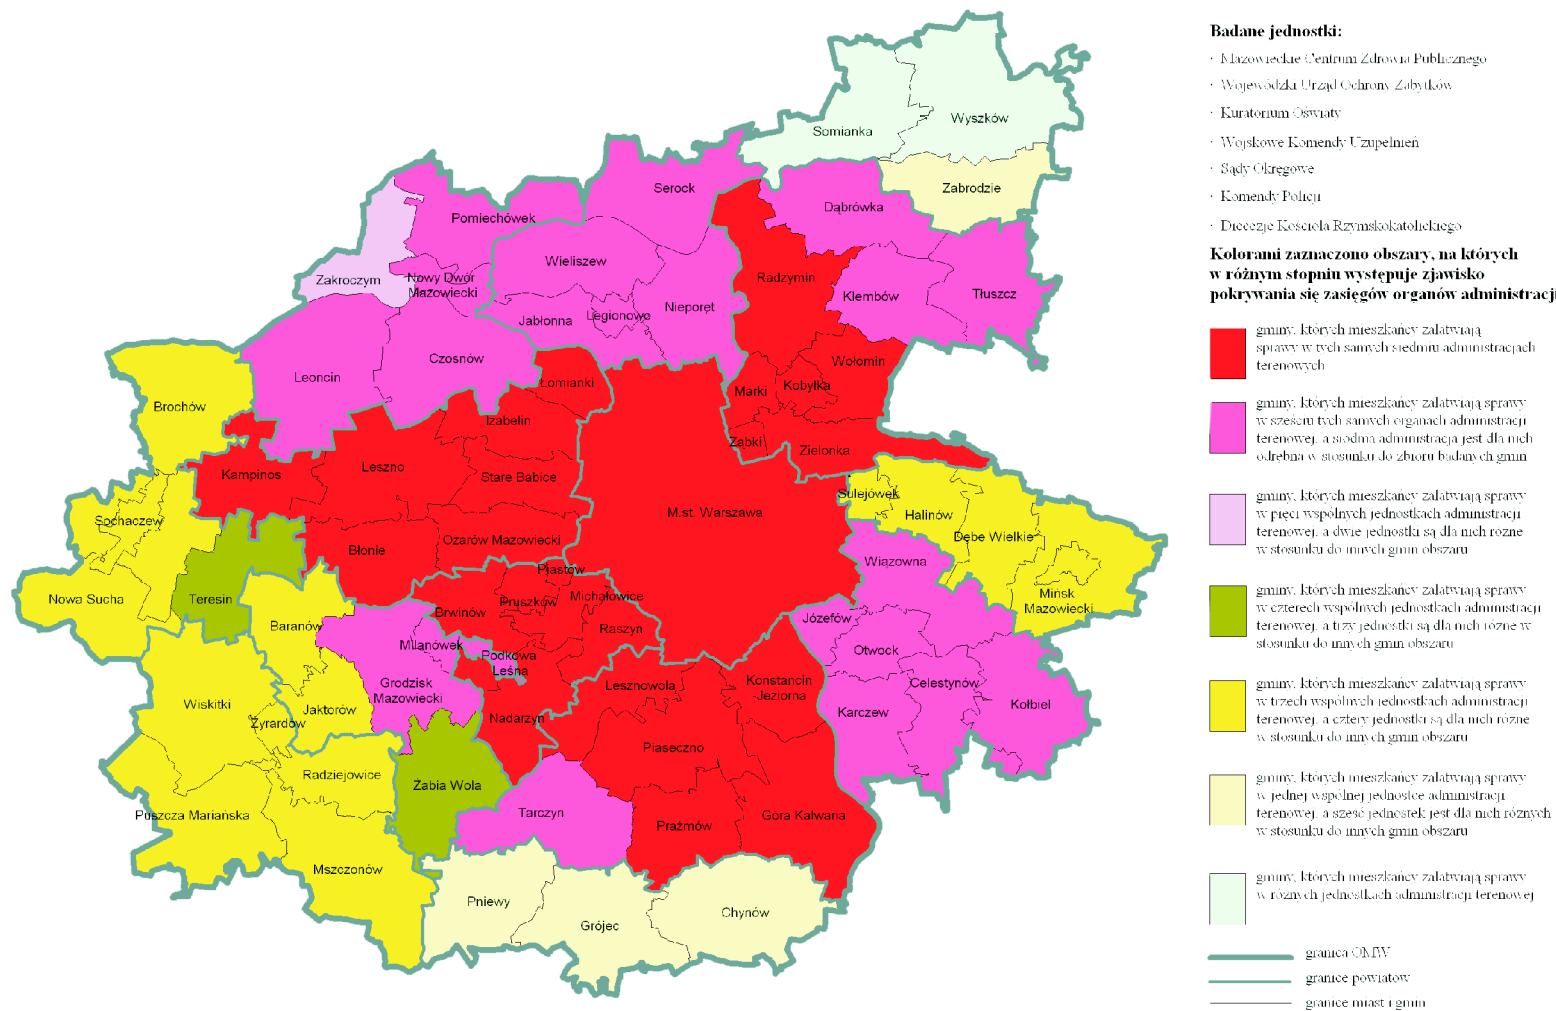 Badane jednostki:
· Mazowieckie Centrum Zdrowia Publicznego
· Wojewódzki Urząd Ochrony Zabytków
· Kuratorium Oświaty
· Wojskowe Komendy Uzupełnień
· Sądy Okręgowe
· Komendy Policji
· Diecezje Kościoła Rzymskokatolickiego
Kolorami zaznaczono obszary, na których
w różnym stopniu występuje zjawisko
pokrywania się zasięgów organów administracji
gminy, których mieszkańcy załatwiają
sprawy w tych samych siedmiu administracjach
terenowych
gminy, których mieszkańcy załatwiają sprawy
w sześciu tych samych organach administracji
terenowej, a siódma administracja jest dla nich
odrębna w stosunku do zbioru badanych gmin
gminy, których mieszkańcy załatwiają sprawy
w pięci wspólnych jednostkach administracji
terenowej, a dwie jednostki są dla nich różne
w stosunku do innych gmin obszaru
gminy, których mieszkańcy załatwiają sprawy
w czterech wspólnych jednostkach administracji
terenowej, a trzy jednostki są dla nich różne w
stosunku do innych gmin obszaru
gminy, których mieszkańcy załatwiają sprawy
w trzech wspólnych jednostkach administracji
terenowej, a cztery jednostki są dla nich różne
w stosunku do innych gmin obszaru
gminy, których mieszkańcy załatwiają sprawy
w jednej wspólnej jednostce administracji
terenowej, a sześć jednostek jest dla nich różnych
w stosunku do innych gmin obszaru
gminy, których mieszkańcy załatwiają sprawy
w różnych jednostkach administracji terenowej
granica OMW
granice powiatów
granice miast i gmin
Wyszków
Somianka
Zabrodzie
Serock
Dąbrówka
Pomiechówek
Wieliszew
Zakroczym
Nowy Dwór
Mazowiecki
Radzymin
Klembów
Tłuszcz
Nieporęt
Legionowo
Jabłonna
Czosnów
Leoncin
Wołomin
Łomianki
Marki
Kobyłka
Brochów
Izabelin
Ząbki
Zielonka
Leszno
Kampinos
Stare Babice
Sulejówek
M.st. Warszawa
Halinów
Sochaczew
Dębe Wielkie
Ożarów Mazowiecki
Błonie
Wiązowna
Piastów
Mińsk
Mazowiecki
Nowa Sucha
Teresin
Michałowice
Pruszków
Brwinów
Józefów
Baranów
Raszyn
Milanówek
Otwock
Podkowa
Leśna
Konstancin
-Jeziorna
Grodzisk
Mazowiecki
Lesznowola
Celestynów
Wiskitki
Jaktorów
Karczew
Kołbiel
Żyrardów
Nadarzyn
Piaseczno
Radziejowice
Żabia Wola
Puszcza Mariańska
Tarczyn
Prażmów
Góra Kalwaria
Mszczonów
Pniewy
Chynów
Grójec